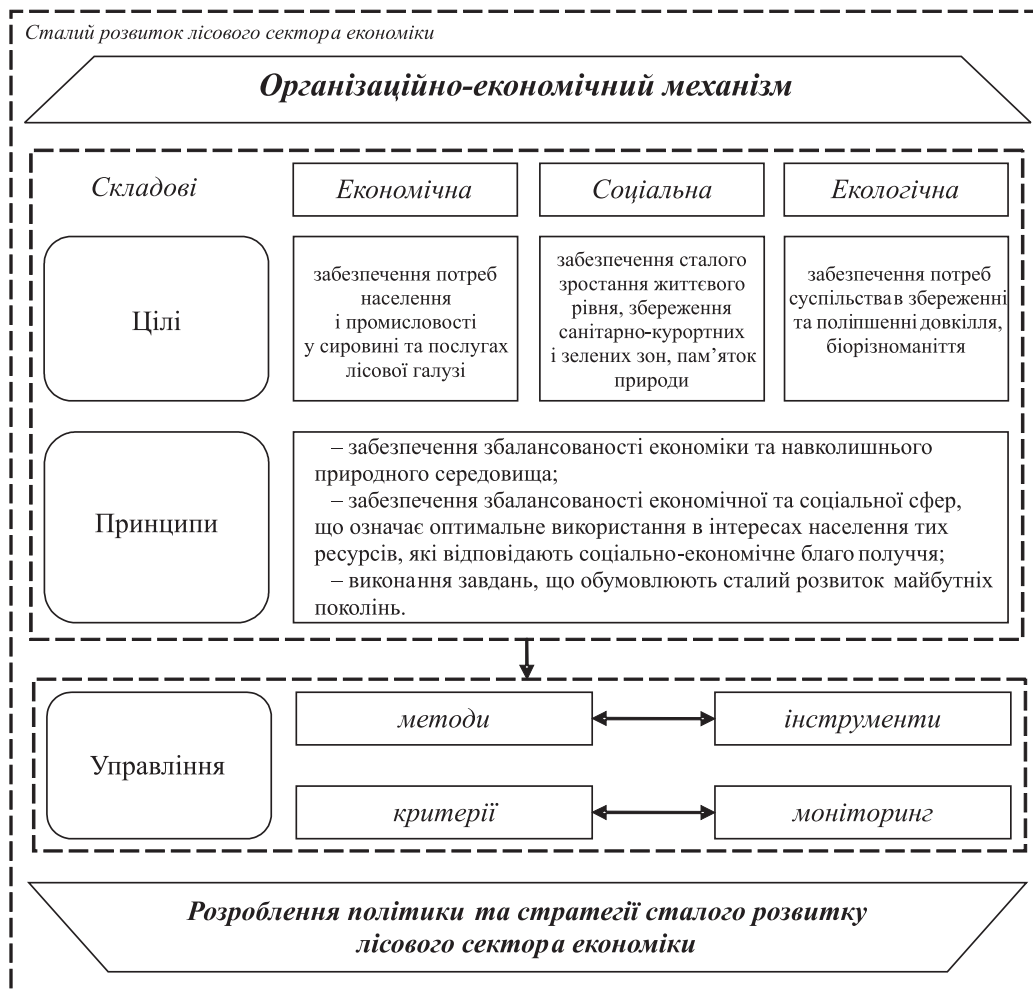 Сталий розвиток лісового сектора економіки
Організаційно-економічний механізм
Складові
Економічна
Соціальна
Екологічна
Цілі
забезпечення потреб
населення
і промисловості
у сировині та послугах
лісової галузі
забезпечення сталого
зростання життєвого
рівня, збереження
санітарно-курортних
і зелених зон, пам’яток
природи
забезпечення потреб
суспільства в збереженні
та поліпшенні довкілля,
біорізноманіття
Принципи
– забезпечення збалансованості економіки та навколишнього
природного середовища;
– забезпечення збалансованості економічної та соціальної сфер,
що означає оптимальне використання в інтересах населення тих
ресурсів, які відповідають соціально-економічне благо получчя;
– виконання завдань, що обумовлюють сталий розвиток майбутніх
поколінь.
Управління
методи
інструменти
критерії
моніторинг
Розроблення політики та стратегії сталого розвитку
лісового сектора економіки